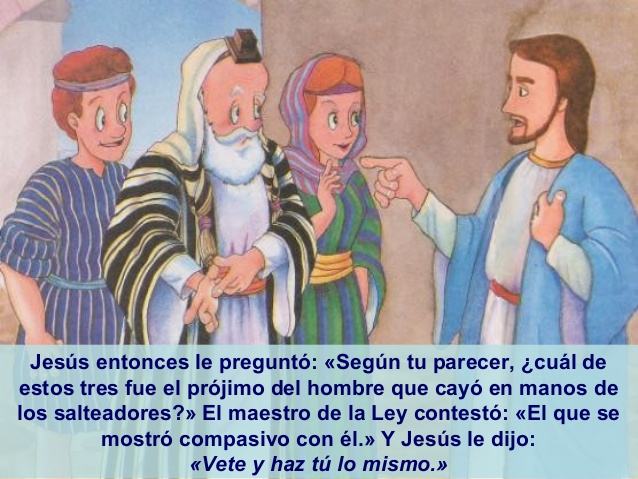 Jesús entonces le preguntó: «Según tu parecer, ¿cuál de
estos tres fue el prójimo del hombre que cayó en manos de
los salteadores?» El maestro de la Ley contestó: «El que se
mostró compasivo con él.» Y Jesús le dijo:
«Vete y haz tú lo mismo.»